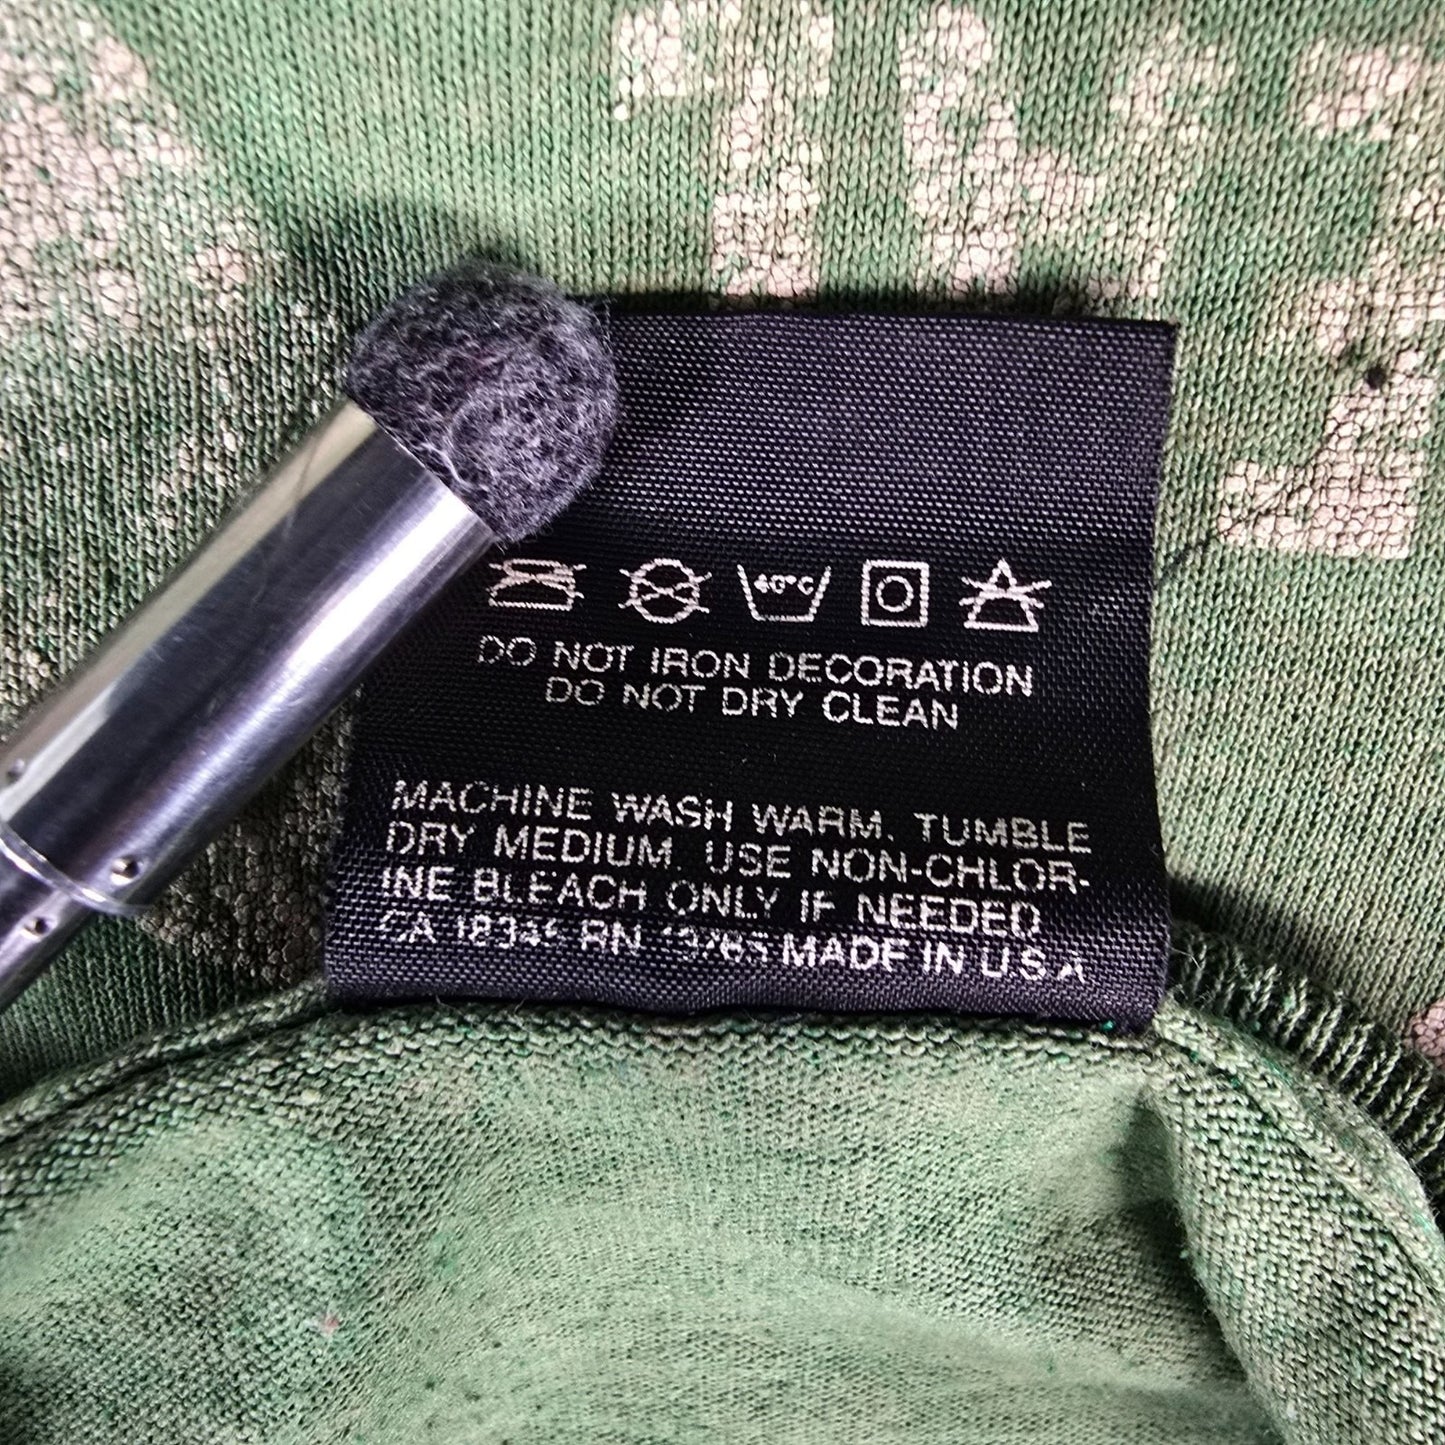 40°C
DO NOT IRON DECORATION
DO NOT DRY CLEAN
MACHINE WASH WARM. TUMBLE
DRY MEDIUM. USE NON-CHLOR-
INE BLEACH ONLY IF NEEDED
CA RN MADE IN U.S.A